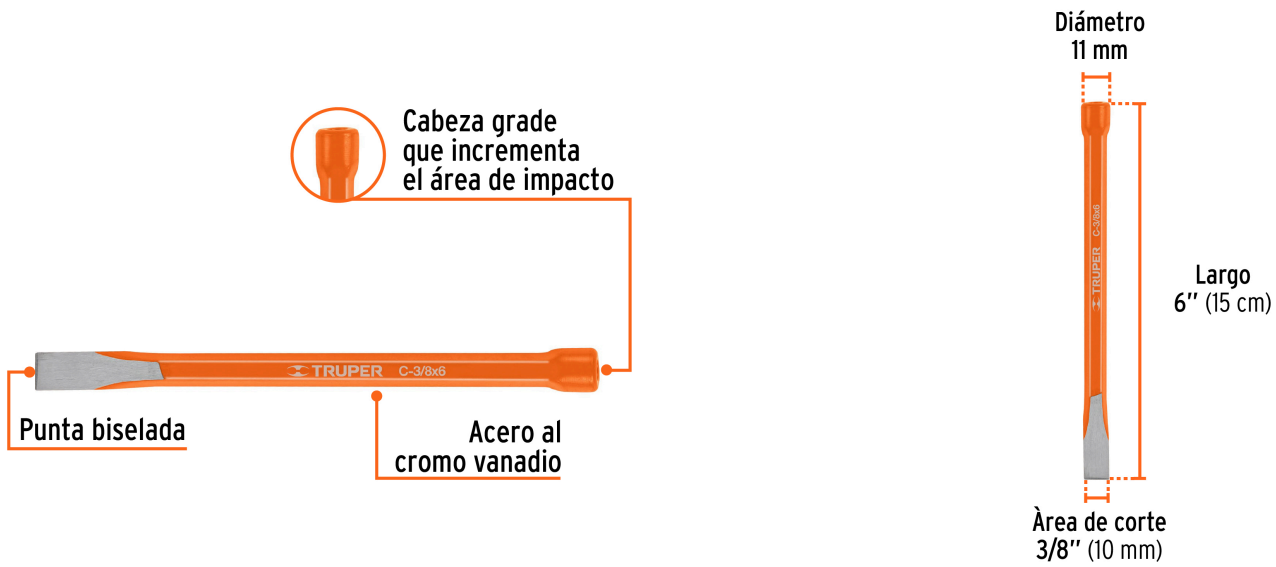 Cabeza grade
que incrementa
el área de impacto
TRUPER C-3/8x6
Punta biselada
Acero al
cromo vanadio
Diámetro
11 mm
TRUPER C-3/8x6
Largo
6’’ (15 cm)
Àrea de corte
3/8’’ (10 mm)